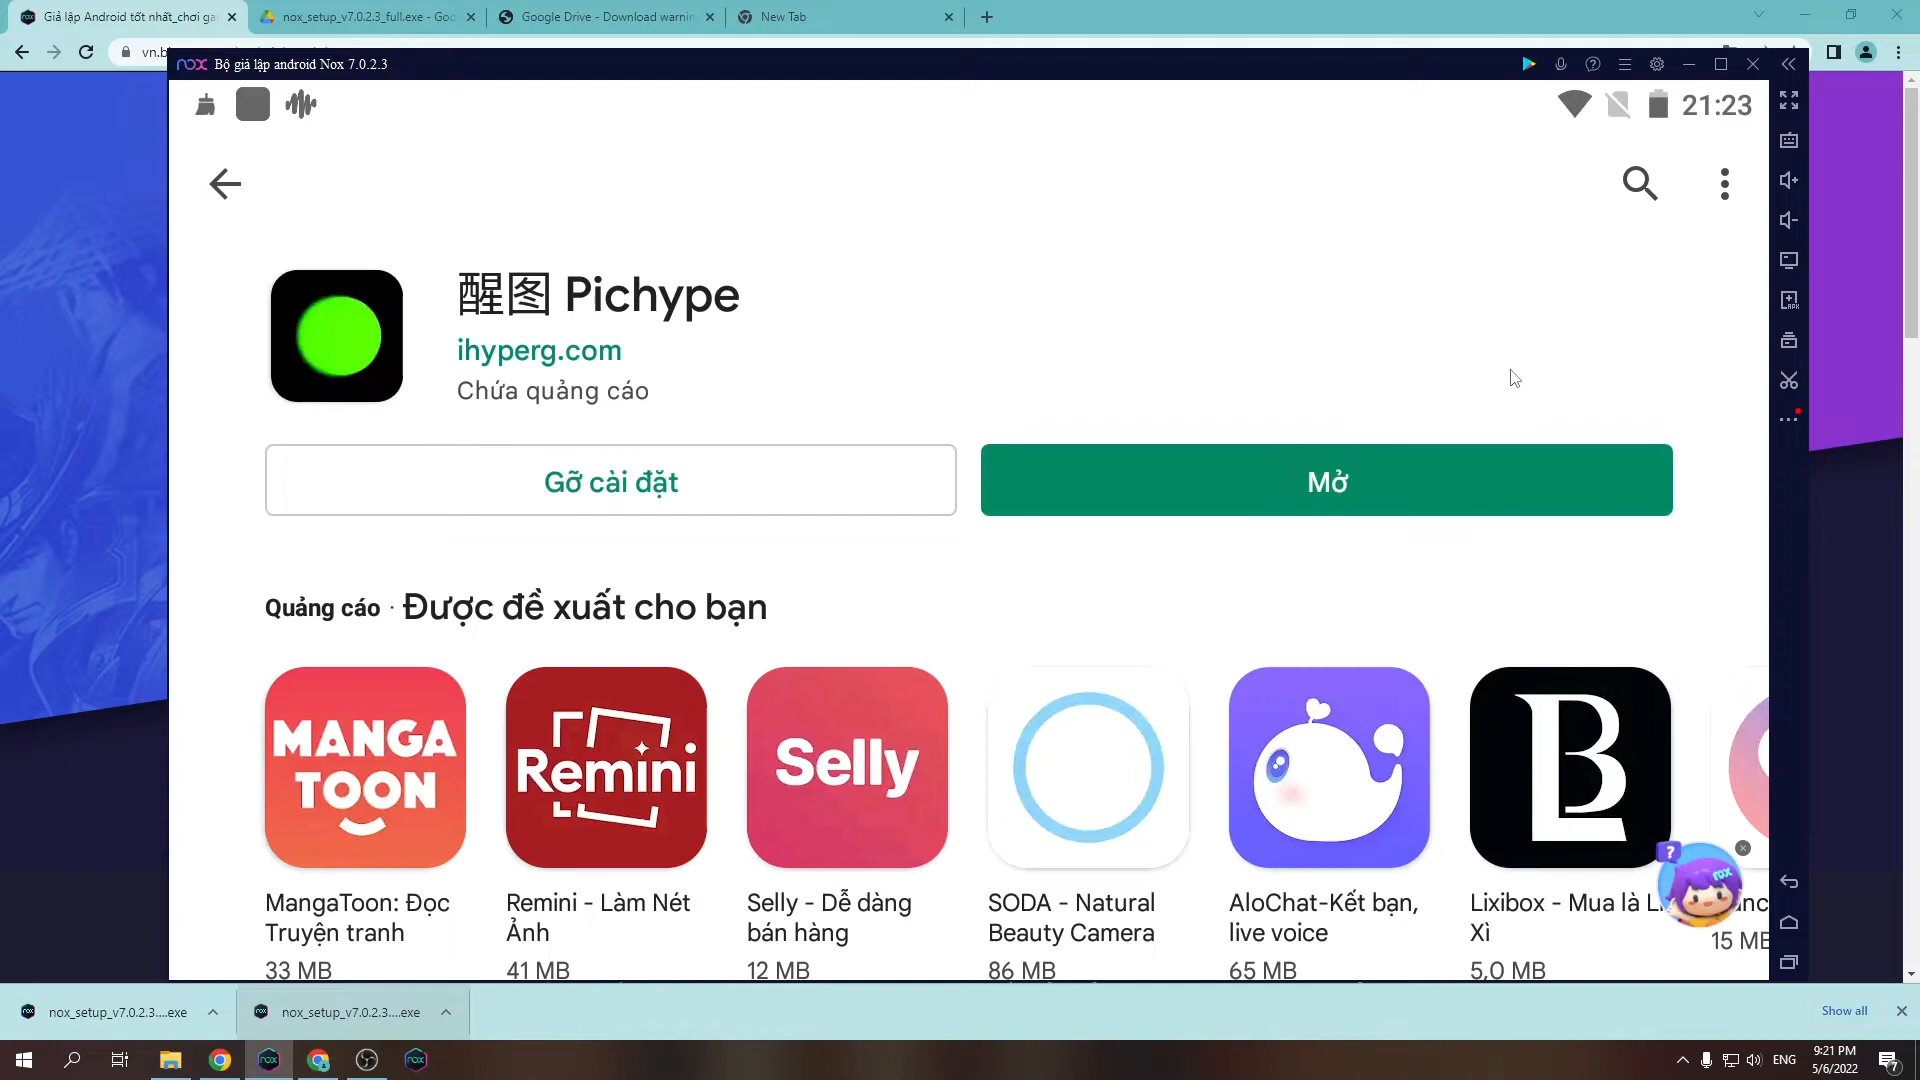 Giả lập Android tốt nhất_chơi ga
nox_setup_v7.0.2.3_full.exe - Goo
Google Drive - Download warnin
New Tab
nox Bộ giả lập android Nox 7.0.2.3
21:23
醒图 Pichype
ihyperg.com
Chứa quảng cáo
Gỡ cài đặt
Mở
Quảng cáo · Được đề xuất cho bạn
MANGA
TOON
Remini
Selly
MangaToon: Đọc
Truyện tranh
33 MB
Remini - Làm Nét
Ảnh
41 MB
Selly - Dễ dàng
bán hàng
12 MB
SODA - Natural
Beauty Camera
86 MB
AloChat-Kết bạn,
live voice
65 MB
Lixibox - Mua là
Xì
5,0 MB
15 MB
nox_setup_v7.0.2.3....exe
nox_setup_v7.0.2.3....exe
Show all
ENG
9:21 PM
5/6/2022
7